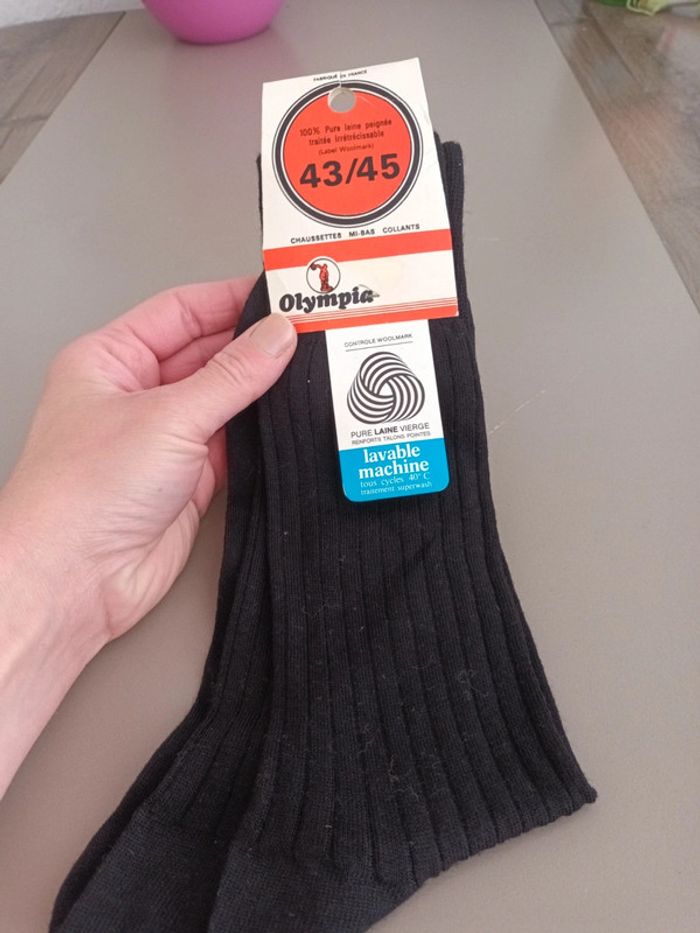 FABRIQUÉ EN FRANCE
100% Pure laine peignée
traitée irrétrécissable
(Label Woolmark)
43/45
CHAUSSETTES MI-BAS COLLANTS
Olympia
CONTROLE WOOLMARK
PURE LAINE VIERGE
RENFORTS TALONS POINTES
lavable
machine
tous cycles 40° C
traitement superwash